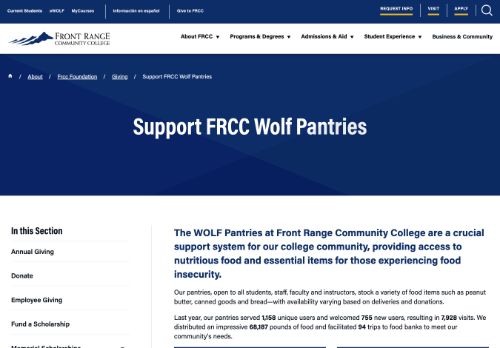 Current Students eWOLF MyCourses Información en español Give to FRCC REQUEST INFO VISIT APPLY
FRONT RANGE
COMMUNITY COLLEGE
About FRCC Programs & Degrees Admissions & Aid Student Experience Business & Community
/ About / Frcc Foundation / Giving / Support FRCC Wolf Pantries
Support FRCC Wolf Pantries
In this Section
Annual Giving
Donate
Employee Giving
Fund a Scholarship
Memorial Scholarships
The WOLF Pantries at Front Range Community College are a crucial
support system for our college community, providing access to
nutritious food and essential items for those experiencing food
insecurity.
Our pantries, open to all students, staff, faculty and instructors, stock a variety of food items such as peanut
butter, canned goods and bread—with availability varying based on deliveries and donations.
Last year, our pantries served 1,158 unique users and welcomed 755 new users, resulting in 7,928 visits. We
distributed an impressive 68,187 pounds of food and facilitated 94 trips to food banks to meet our
community's needs.